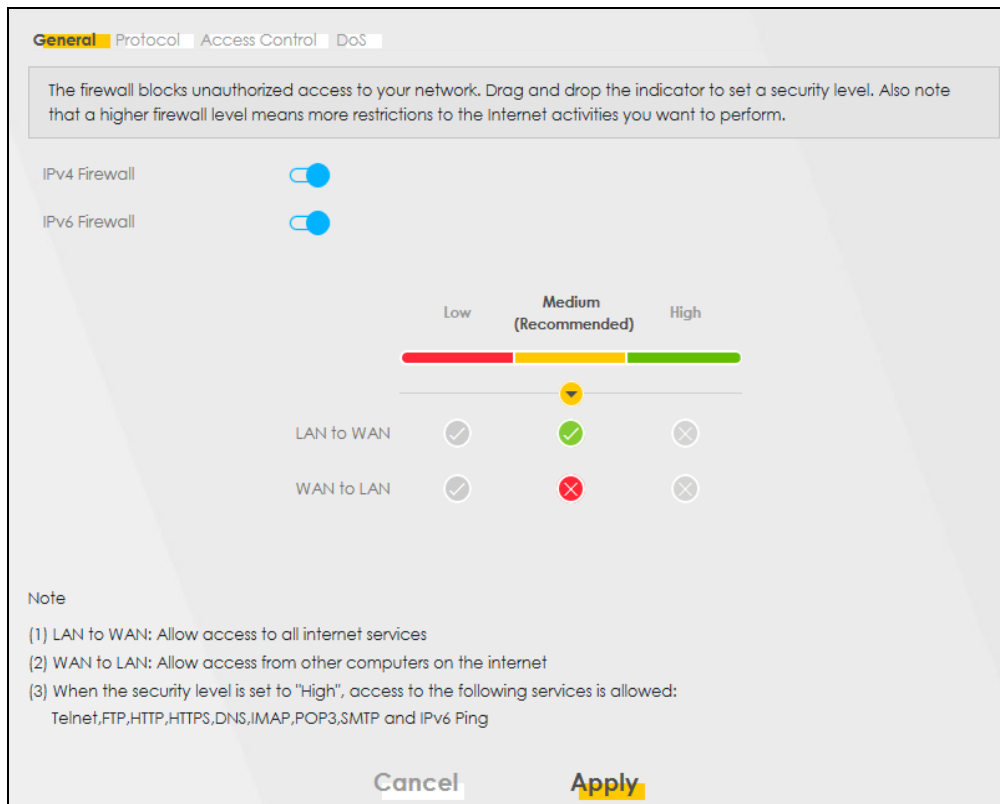 General Protocol Access Control DoS
The firewall blocks unauthorized access to your network. Drag and drop the indicator to set a security level. Also note
that a higher firewall level means more restrictions to the Internet activities you want to perform.
IPv4 Firewall
IPv6 Firewall
Low Medium (Recommended) High
LAN to WAN
WAN to LAN
Note
(1) LAN to WAN: Allow access to all internet services
(2) WAN to LAN: Allow access from other computers on the internet
(3) When the security level is set to "High", access to the following services is allowed:
Telnet,FTP,HTTP,HTTPS,DNS,IMAP,POP3,SMTP and IPv6 Ping
Cancel Apply